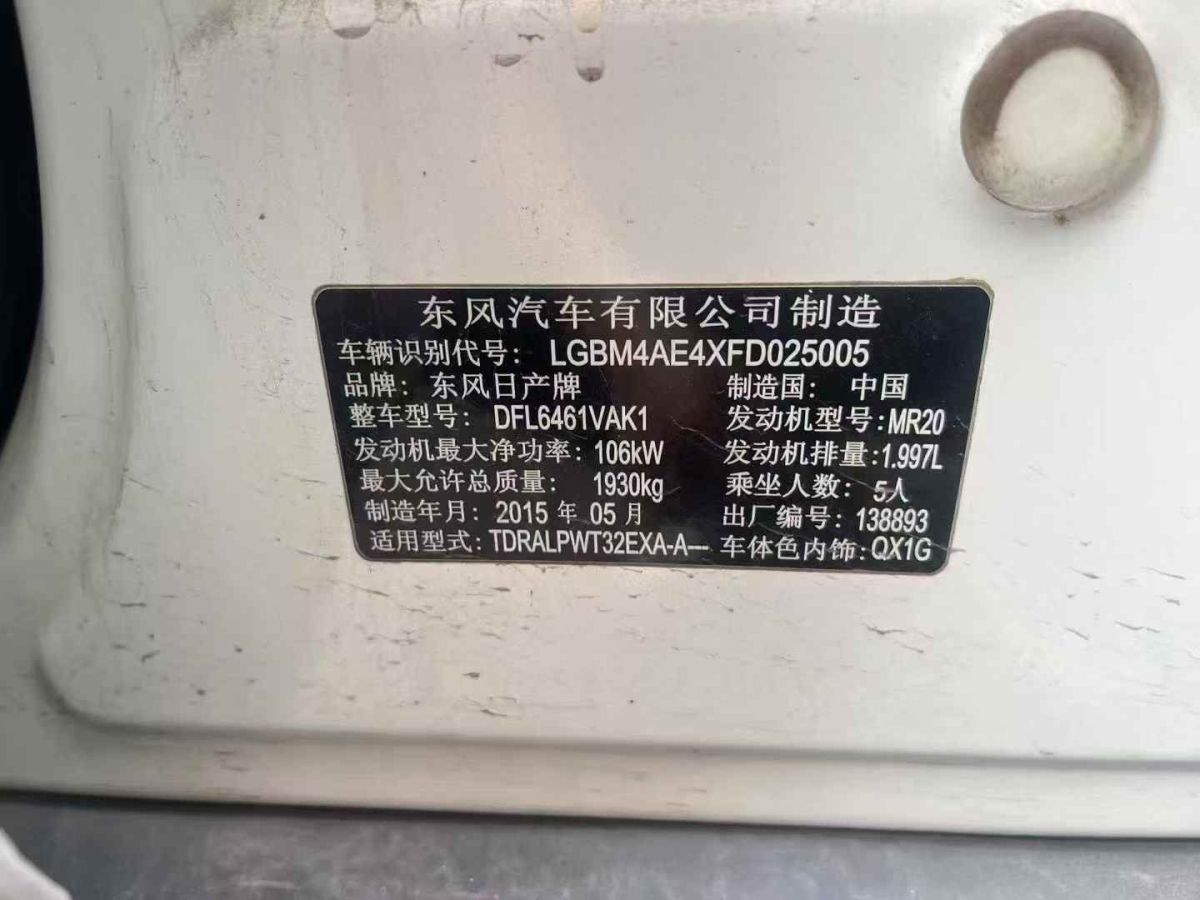 东风汽车有限公司制造
车辆识别代号: LGBM4AE4XFD025005
品牌: 东风日产牌 制造国: 中国
整车型号: DFL6461VAK1 发动机型号:MR20
发动机最大净功率: 106kW 发动机排量:1.997L
最大允许总质量: 1930kg 乘坐人数: 5人
制造年月: 2015 年 05 月 出厂编号: 138893
适用型式: TDRALPWT32EXA-A--- 车体色内饰:QX1G